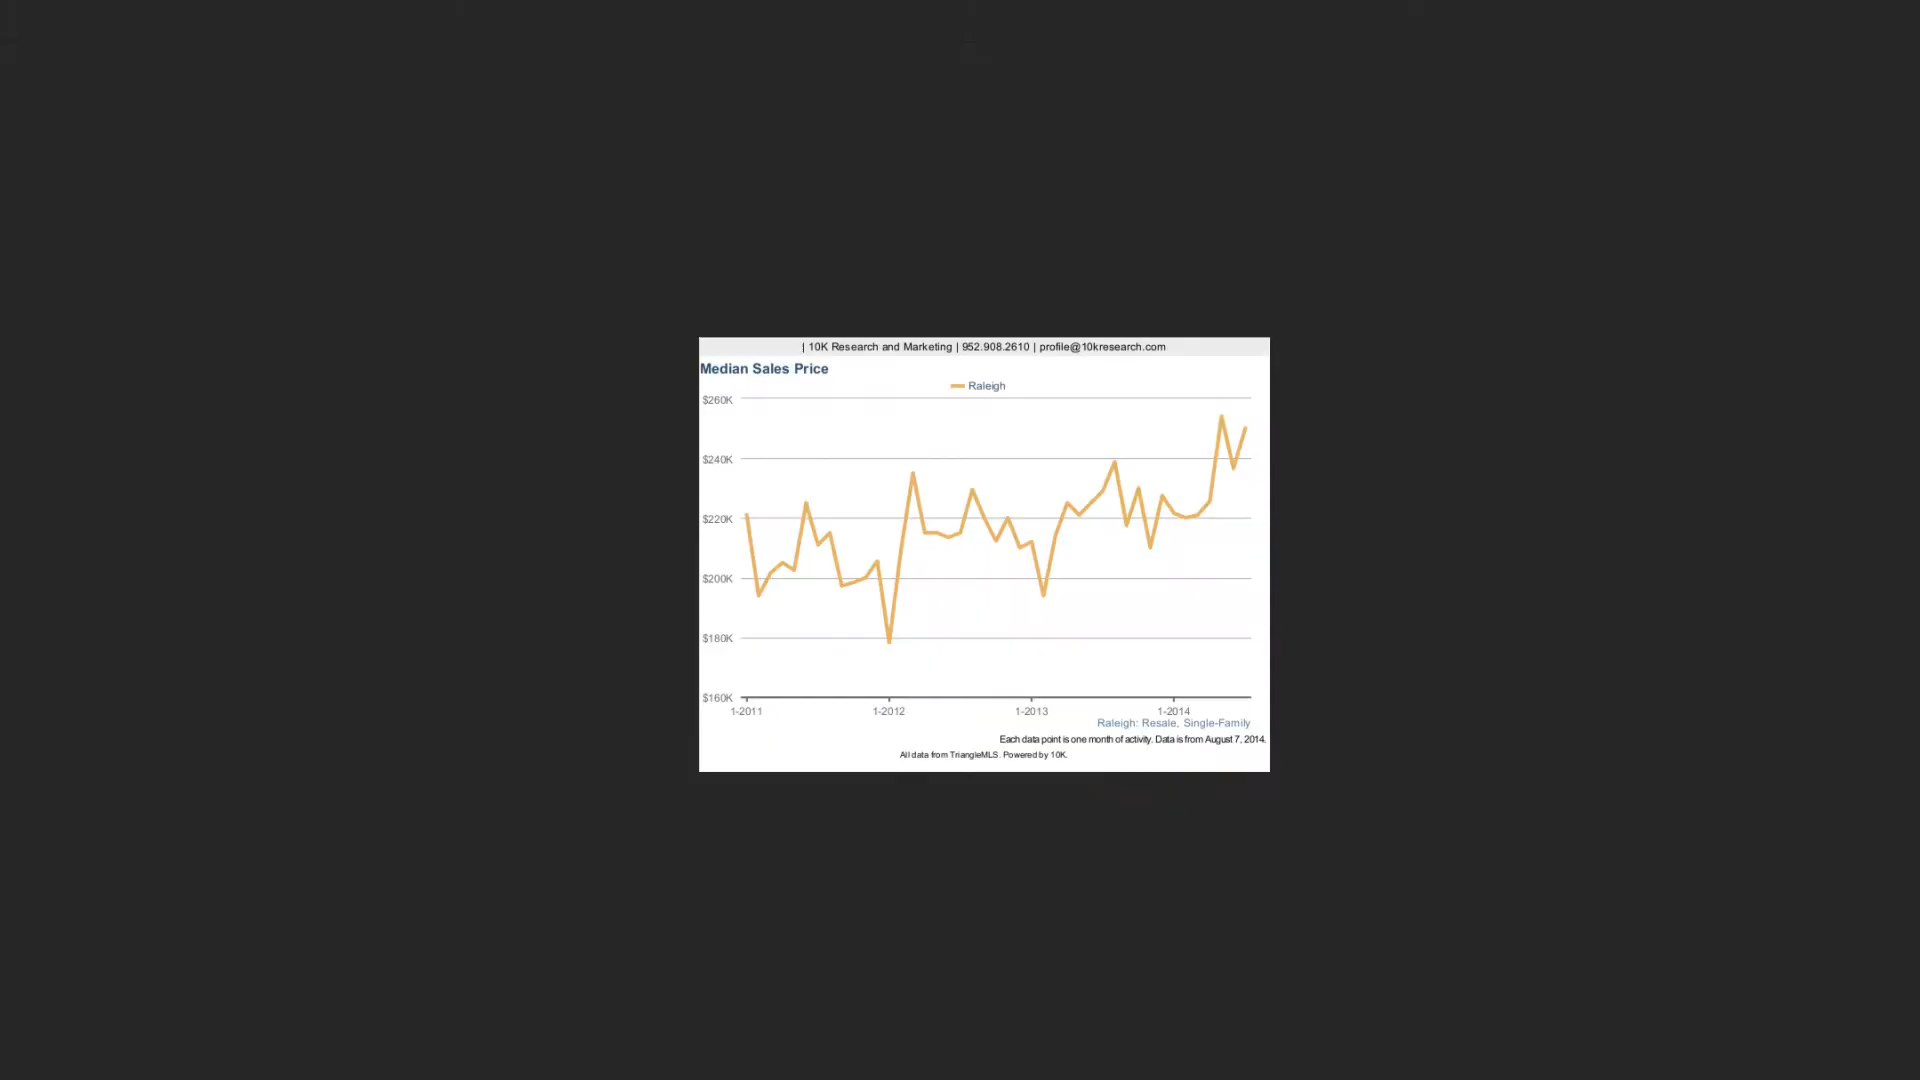 | 10K Research and Marketing | 952.908.2610 | profile@10kresearch.com
Median Sales Price
Raleigh
$260K
$240K
$220K
$200K
$180K
$160K
1-2011 1-2012 1-2013 1-2014
Raleigh: Resale, Single-Family
Each data point is one month of activity. Data is from August 7, 2014.
All data from TriangleMLS. Powered by 10K.